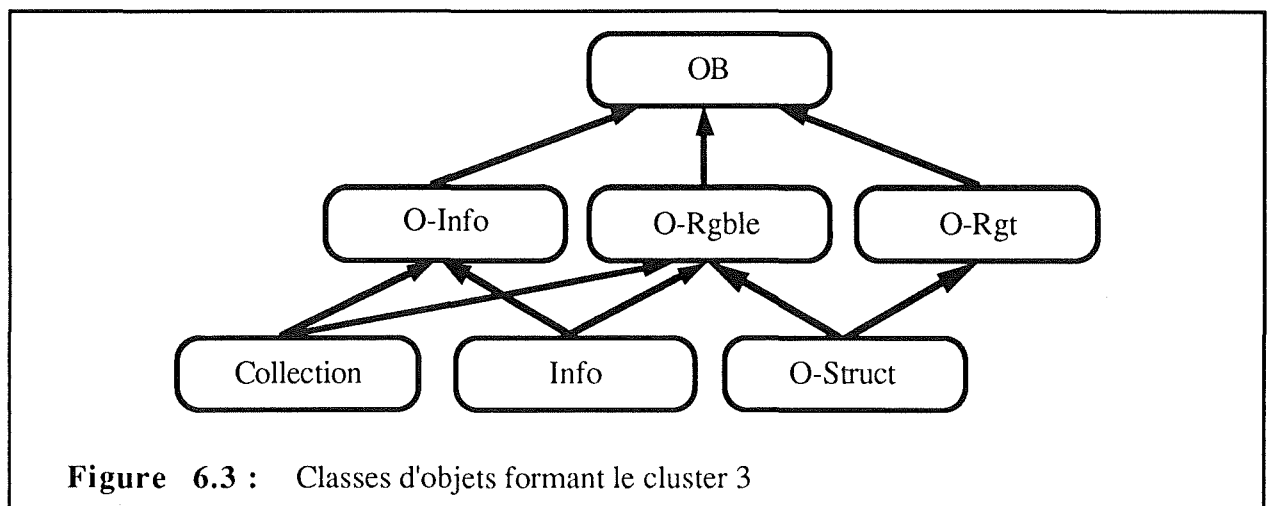 OB
O-Info
O-Rgble
O-Rgt
Collection
Info
O-Struct
Figure 6.3 : Classes d'objets formant le cluster 3